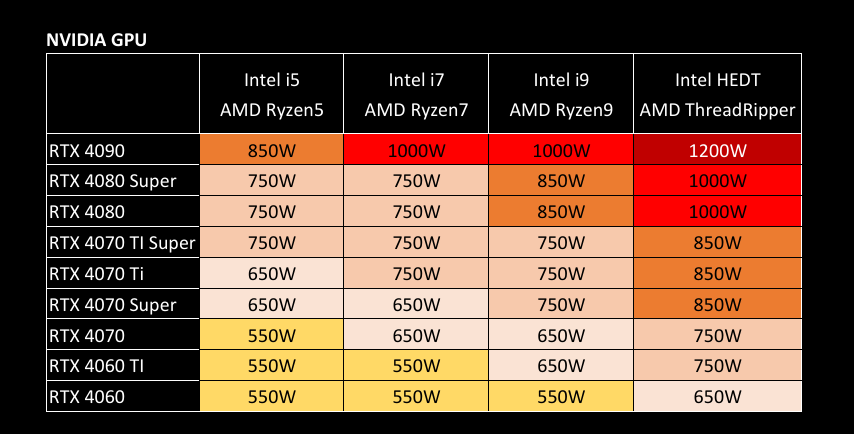 NVIDIA GPU
Intel i5 Intel i7 Intel i9 Intel HEDT
AMD Ryzen5 AMD Ryzen7 AMD Ryzen9 AMD ThreadRipper
RTX 4090 850W 1000W 1000W 1200W
RTX 4080 Super 750W 750W 850W 1000W
RTX 4080 750W 750W 850W 1000W
RTX 4070 TI Super 750W 750W 750W 850W
RTX 4070 Ti 650W 750W 750W 850W
RTX 4070 Super 650W 650W 750W 850W
RTX 4070 550W 650W 650W 750W
RTX 4060 TI 550W 550W 650W 750W
RTX 4060 550W 550W 550W 650W